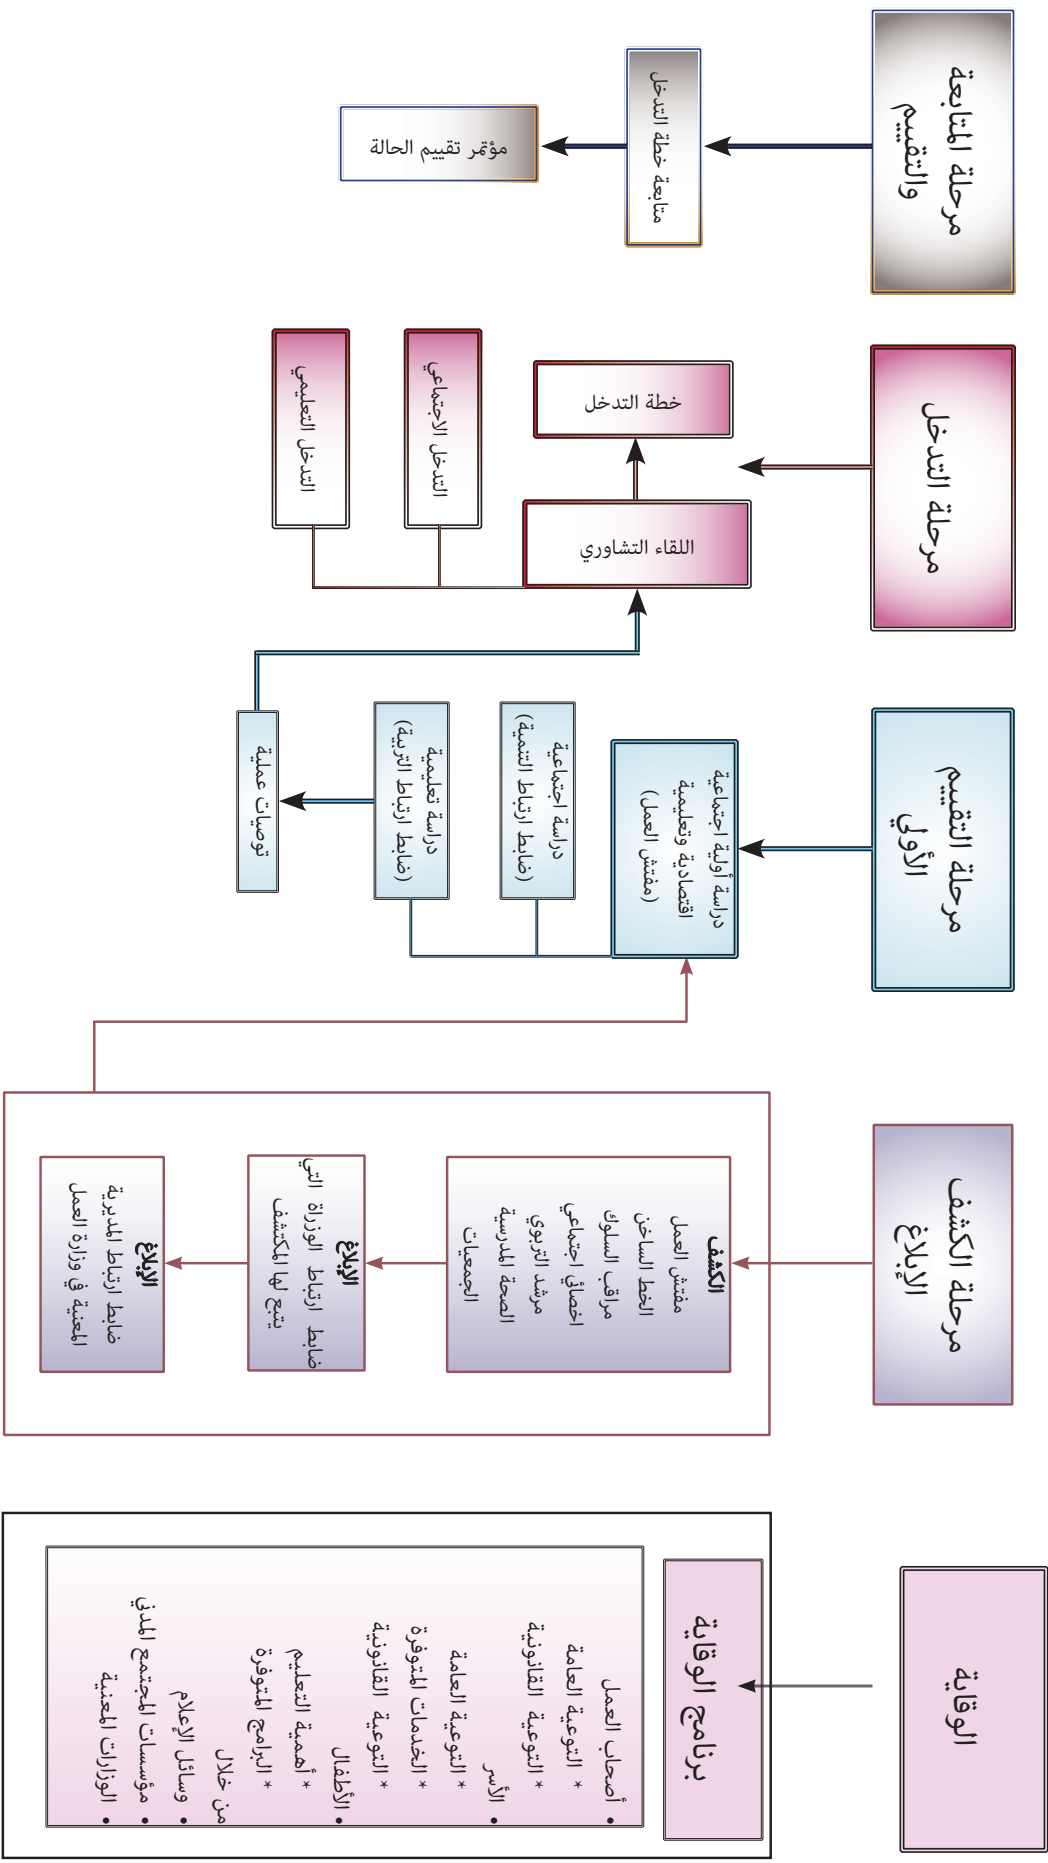 الوقاية
برنامج الوقاية
• أصحاب العمل
* التوعية العامة
* التوعية القانونية
• الأسر
* التوعية العامة
* الخدمات المتوفرة
* التوعية القانونية
• الأطفال
* أهمية التعليم
* البرامج المتوفرة
من خلال
• وسائل الإعلام
• مؤسسات المجتمع المدني
• الوزارات المعنية
مرحلة الكشف
الإبلاغ
الكشف
مفتش العمل
الخط الساخن
مراقب السلوك
اخصائي اجتماعي
مرشد التربوي
الصحة المدرسية
الجمعيات
الإبلاغ
ضابط ارتباط الوزراة التي
يتبع لها المكتشف
الإبلاغ
ضابط ارتباط المديرية
المعنية في وزارة العمل
مرحلة التقييم
الأولي
دراسة أولية اجتماعية
اقتصادية وتعليمية
(مفتش العمل)
دراسة اجتماعية
(ضابط ارتباط التنمية)
دراسة تعليمية
(ضابط ارتباط التربية)
توصيات عملية
مرحلة التدخل
اللقاء التشاوري
خطة التدخل
التدخل الاجتماعي
التدخل التعليمي
مرحلة المتابعة
والتقييم
متابعة خطة التدخل
مؤتمر تقييم الحالة